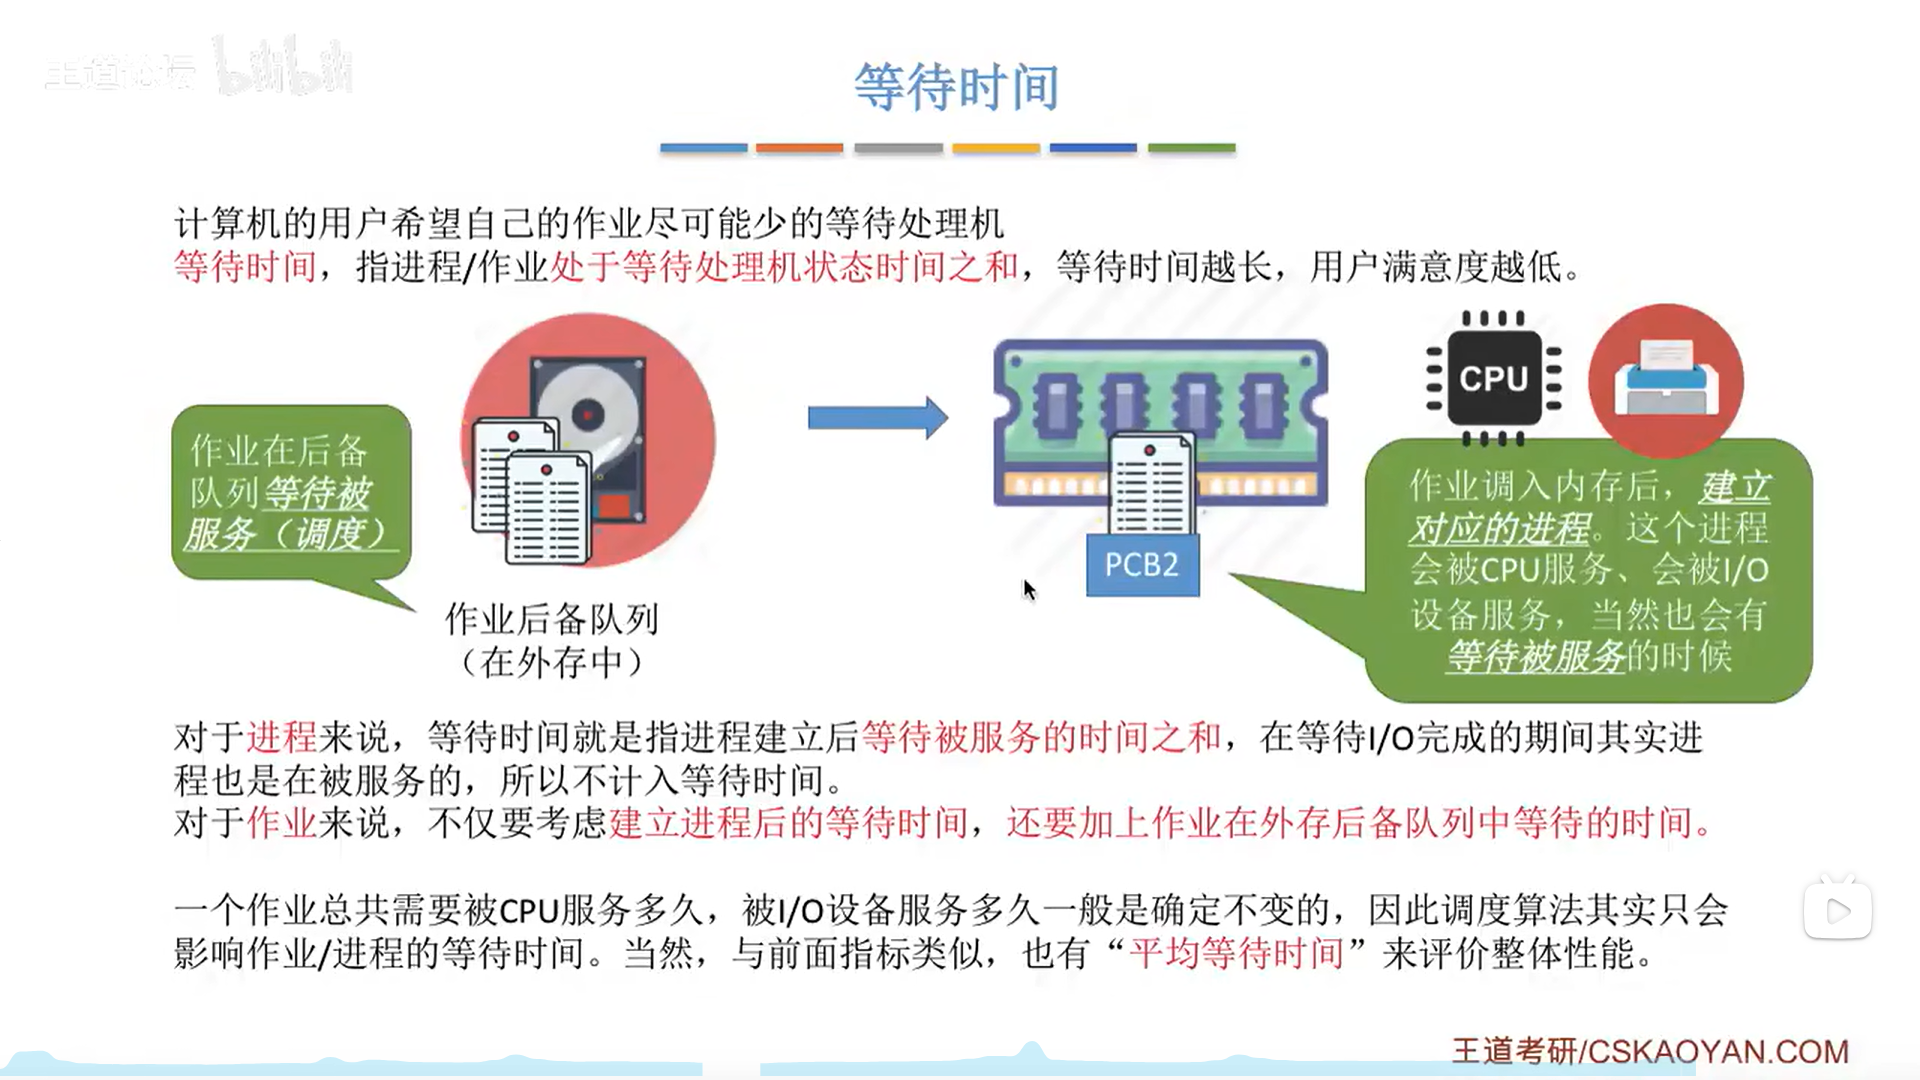 王道论坛 bilibili
等待时间
计算机的用户希望自己的作业尽可能少的等待处理机
等待时间，指进程/作业处于等待处理机状态时间之和，等待时间越长，用户满意度越低。
CPU
作业在后备
队列等待被
服务（调度）
作业调入内存后，建立
对应的进程。这个进程
会被CPU服务、会被I/O
设备服务，当然也会有
等待被服务的时候
PCB2
作业后备队列
（在外存中）
对于进程来说，等待时间就是指进程建立后等待被服务的时间之和，在等待I/O完成的期间其实进
程也是在被服务的，所以不计入等待时间。
对于作业来说，不仅要考虑建立进程后的等待时间，还要加上作业在外存后备队列中等待的时间。
一个作业总共需要被CPU服务多久，被I/O设备服务多久一般是确定不变的，因此调度算法其实只会
影响作业/进程的等待时间。当然，与前面指标类似，也有“平均等待时间”来评价整体性能。
王道考研/CSKAOYAN.COM